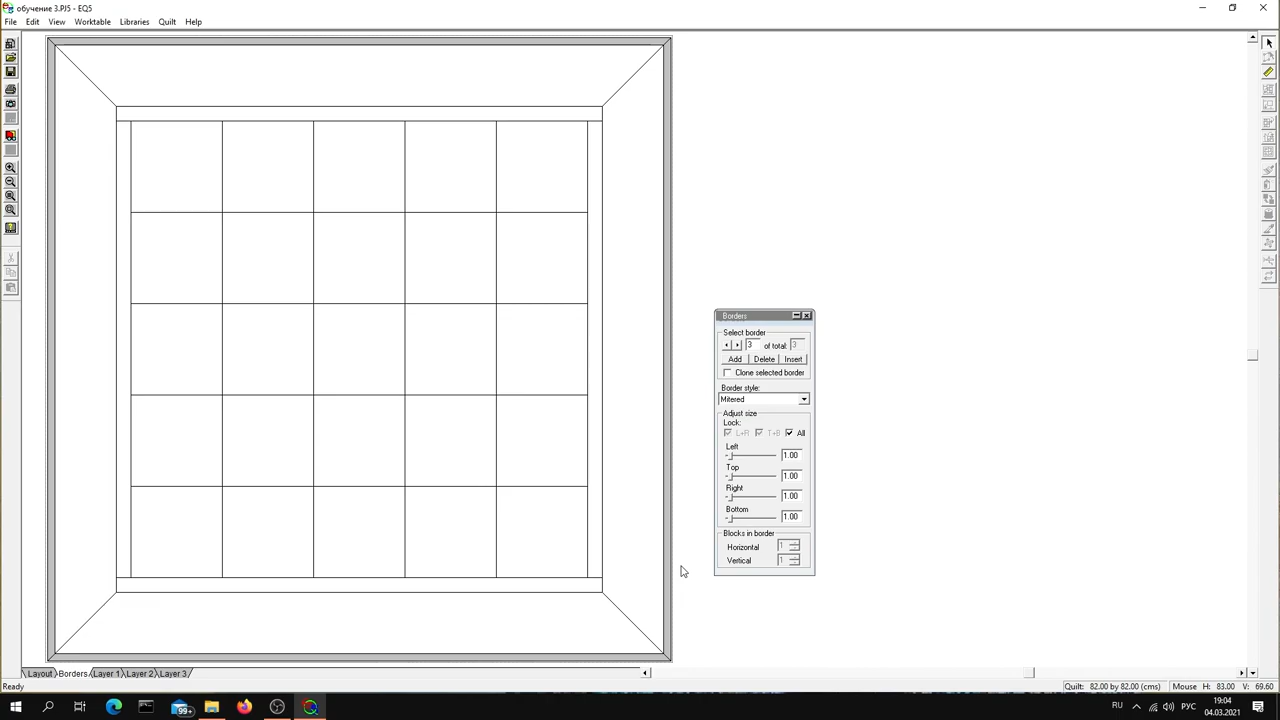 обучение 3.PJ5 - EQ5
File Edit View Worktable Libraries Quilt Help
Borders
Select border
3 of total: 3
Add Delete Insert
Clone selected border
Border style:
Mitered
Adjust size
Lock:
L+R T+B All
Left
1.00
Top
1.00
Right
1.00
Bottom
1.00
Blocks in border
Horizontal 1
Vertical 1
Layout Borders Layer 1 Layer 2 Layer 3
Ready Quilt: 82.00 by 82.00 (cms) Mouse H: 83.00 V: 69.60
99+ RU РУС 19:04
04.03.2021